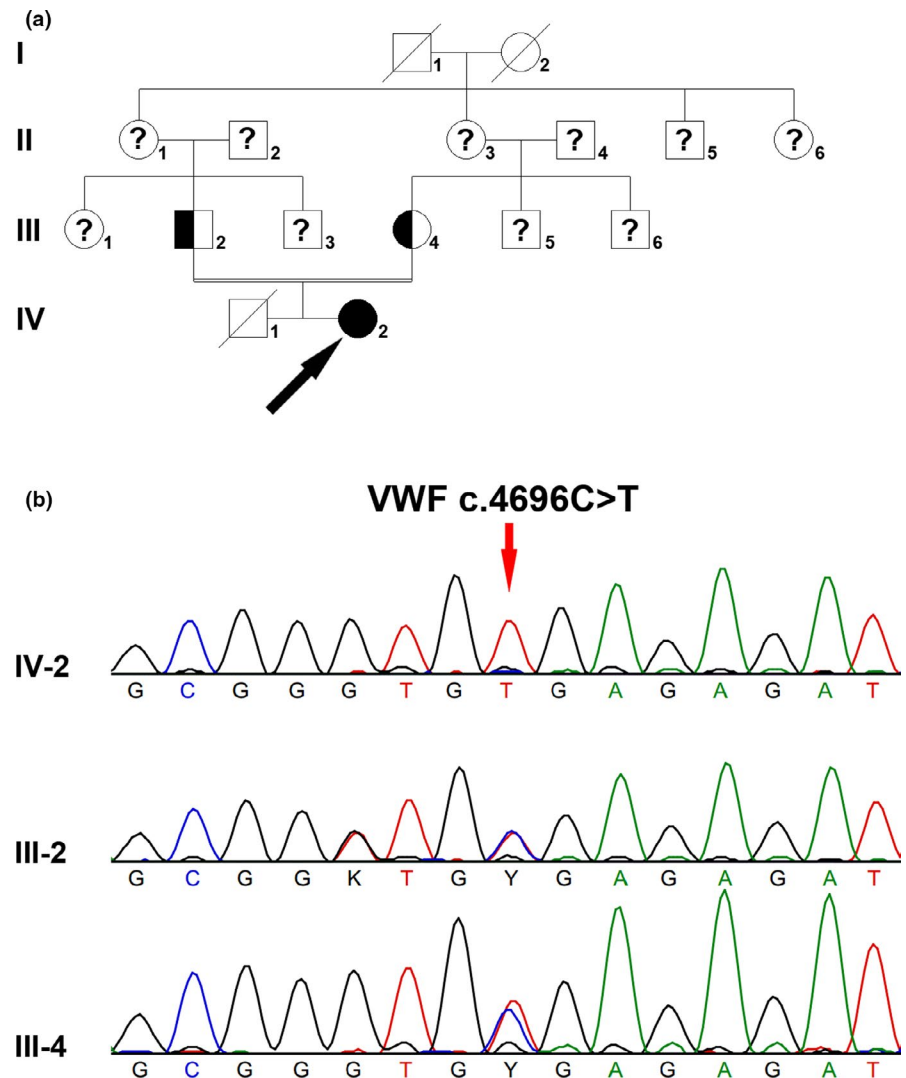 (a)
I 1 2
II ? 1 ? 2 ? 3 ? 4 ? 5 ? 6
III ? 1 2 ? 3 4 ? 5 ? 6
IV 1 2
(b)
VWF c.4696C>T
IV-2
G C G G G T G T G A G A G A T
III-2
G C G G K T G Y G A G A G A T
III-4
G C G G G T G Y G A G A G A T